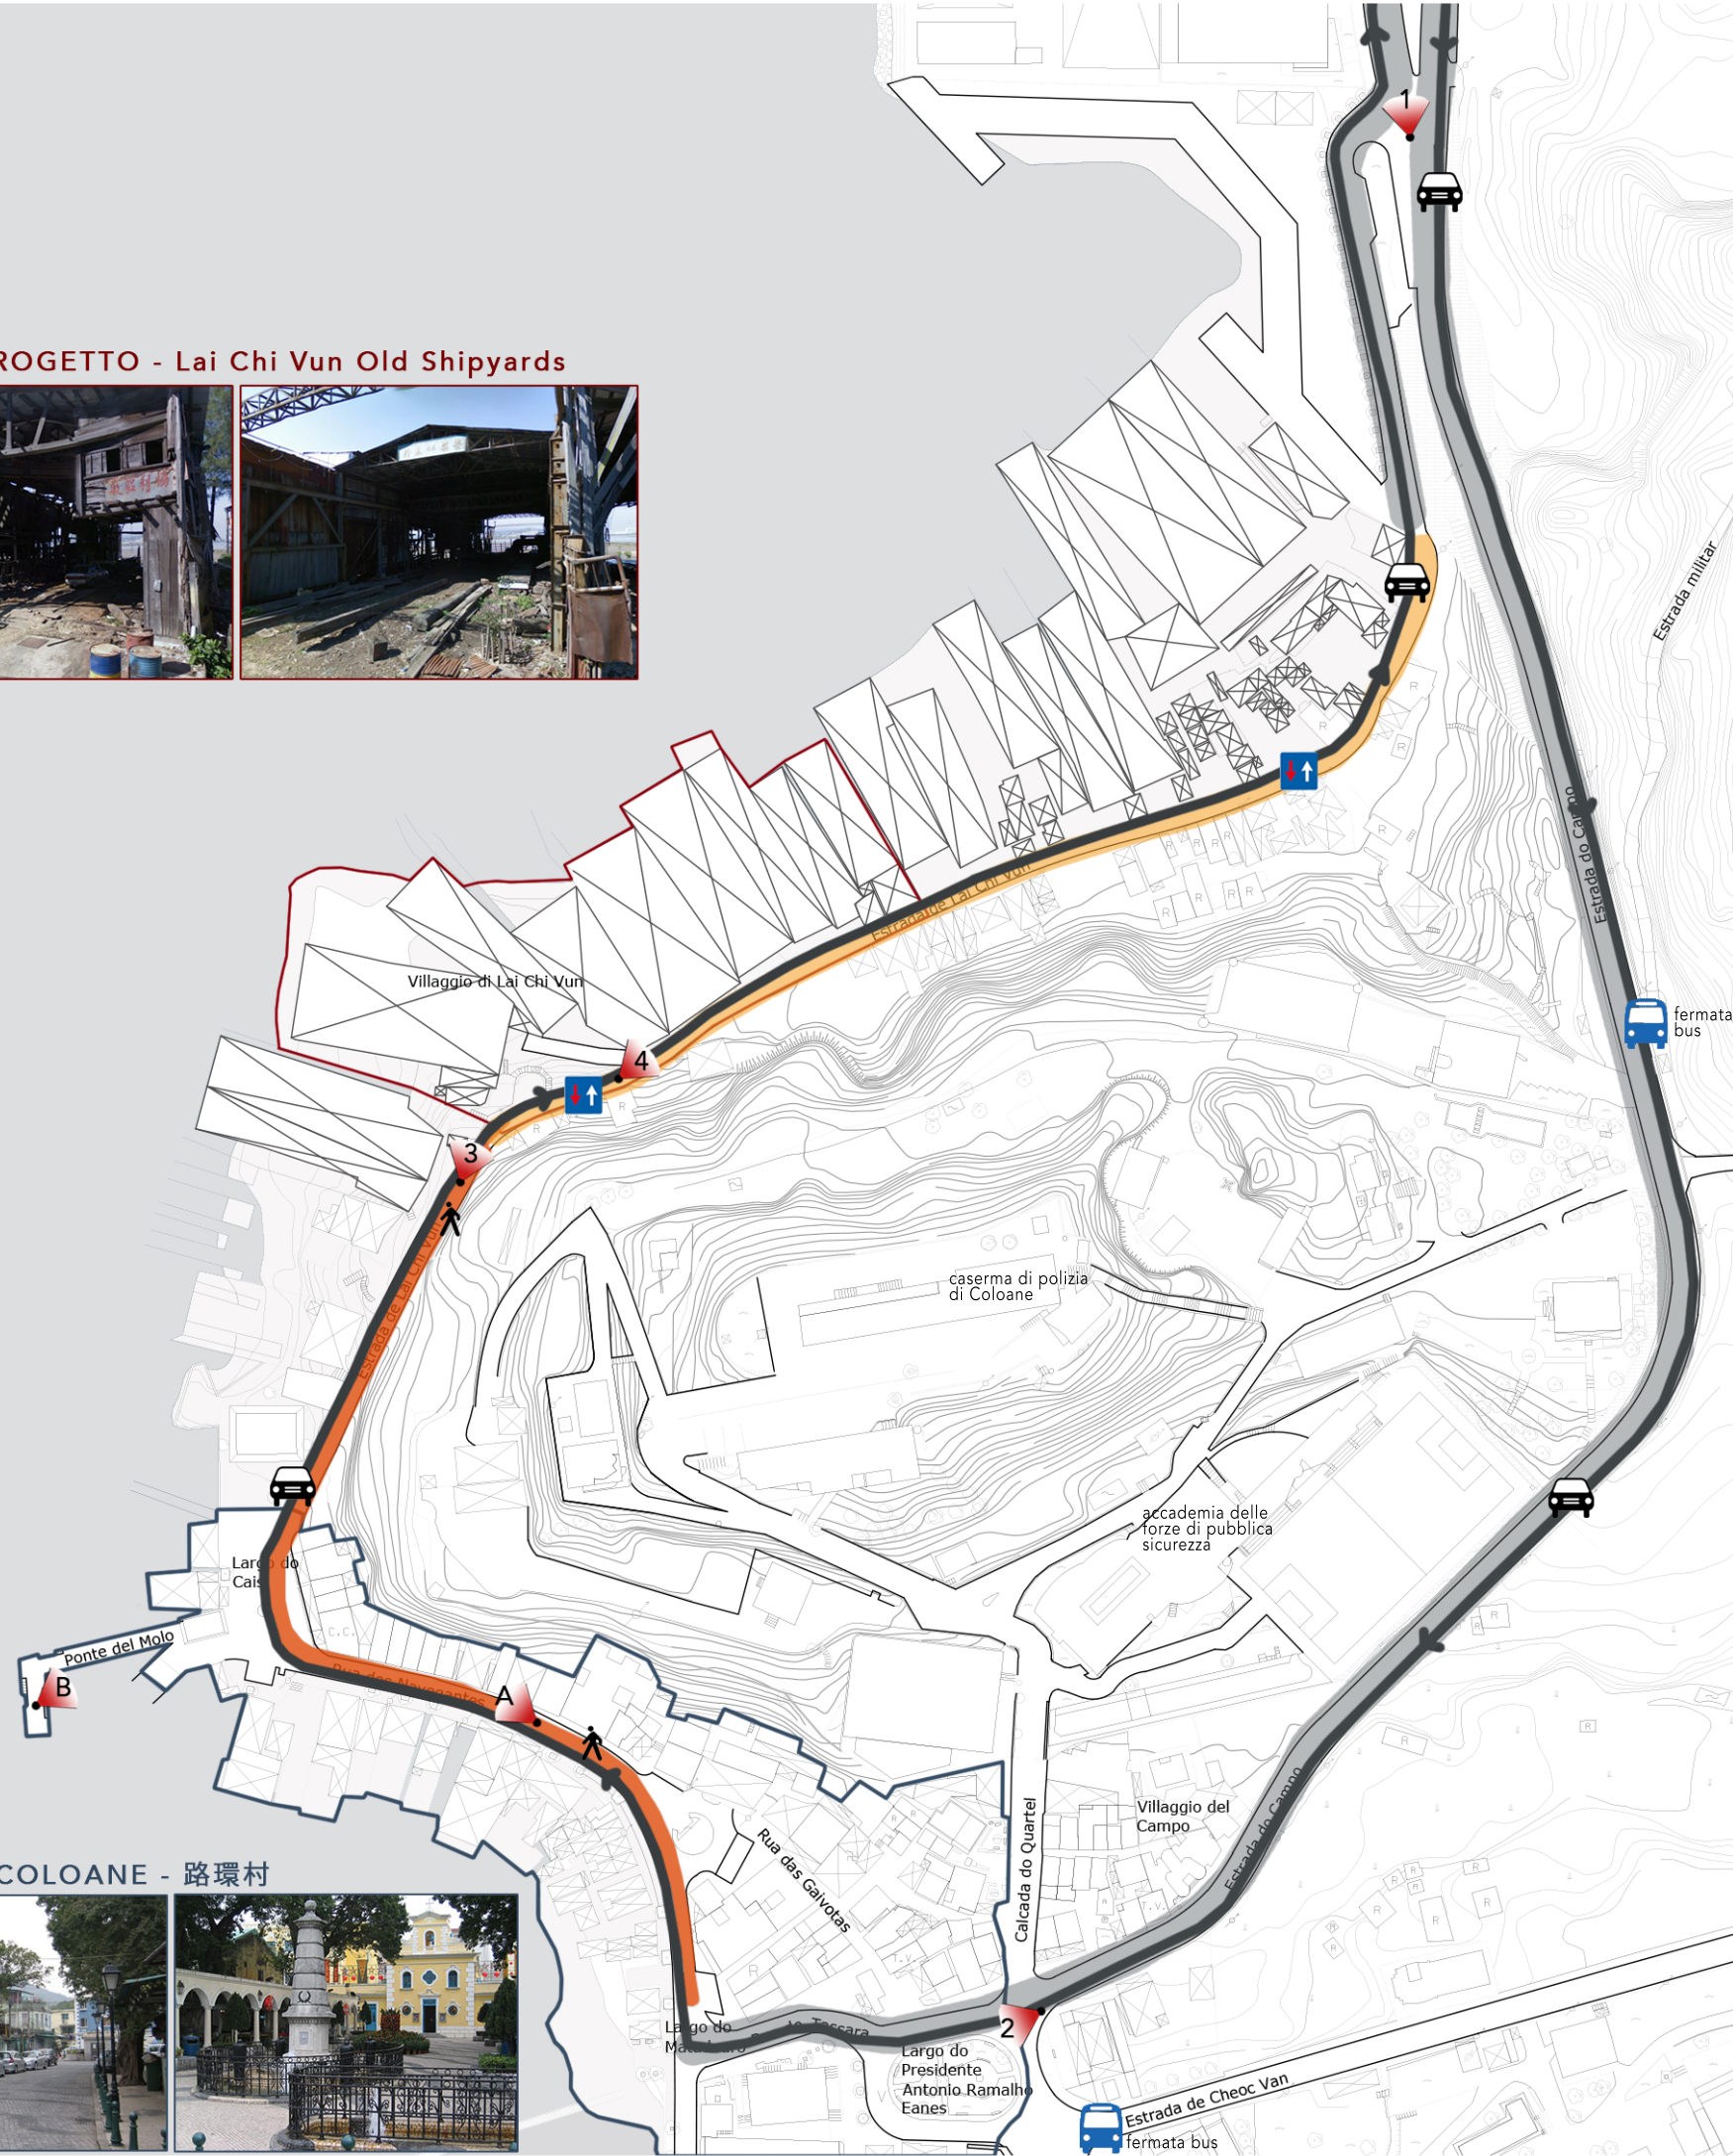 1
ROGETTO - Lai Chi Vun Old Shipyards
Estrada militar
Estrada do Campo
Estrada de Lai Chi Vun
Villaggio di Lai Chi Vun
fermata
bus
4
3
Estrada de Lai Chi Vun
caserma di polizia
di Coloane
accademia delle
forze di pubblica
sicurezza
Largo do
Cais
C.C.
Ponte del Molo
B
Rua dos Navegantes
A
Villaggio del
Campo
Estrada do Campo
Calcada do Quartel
Rua das Gaivotas
T.V.
T.V.
COLOANE - 路環村
2
Largo do
Tassara
Largo do
Presidente
Antonio Ramalho
Eanes
Estrada de Cheoc Van
fermata bus